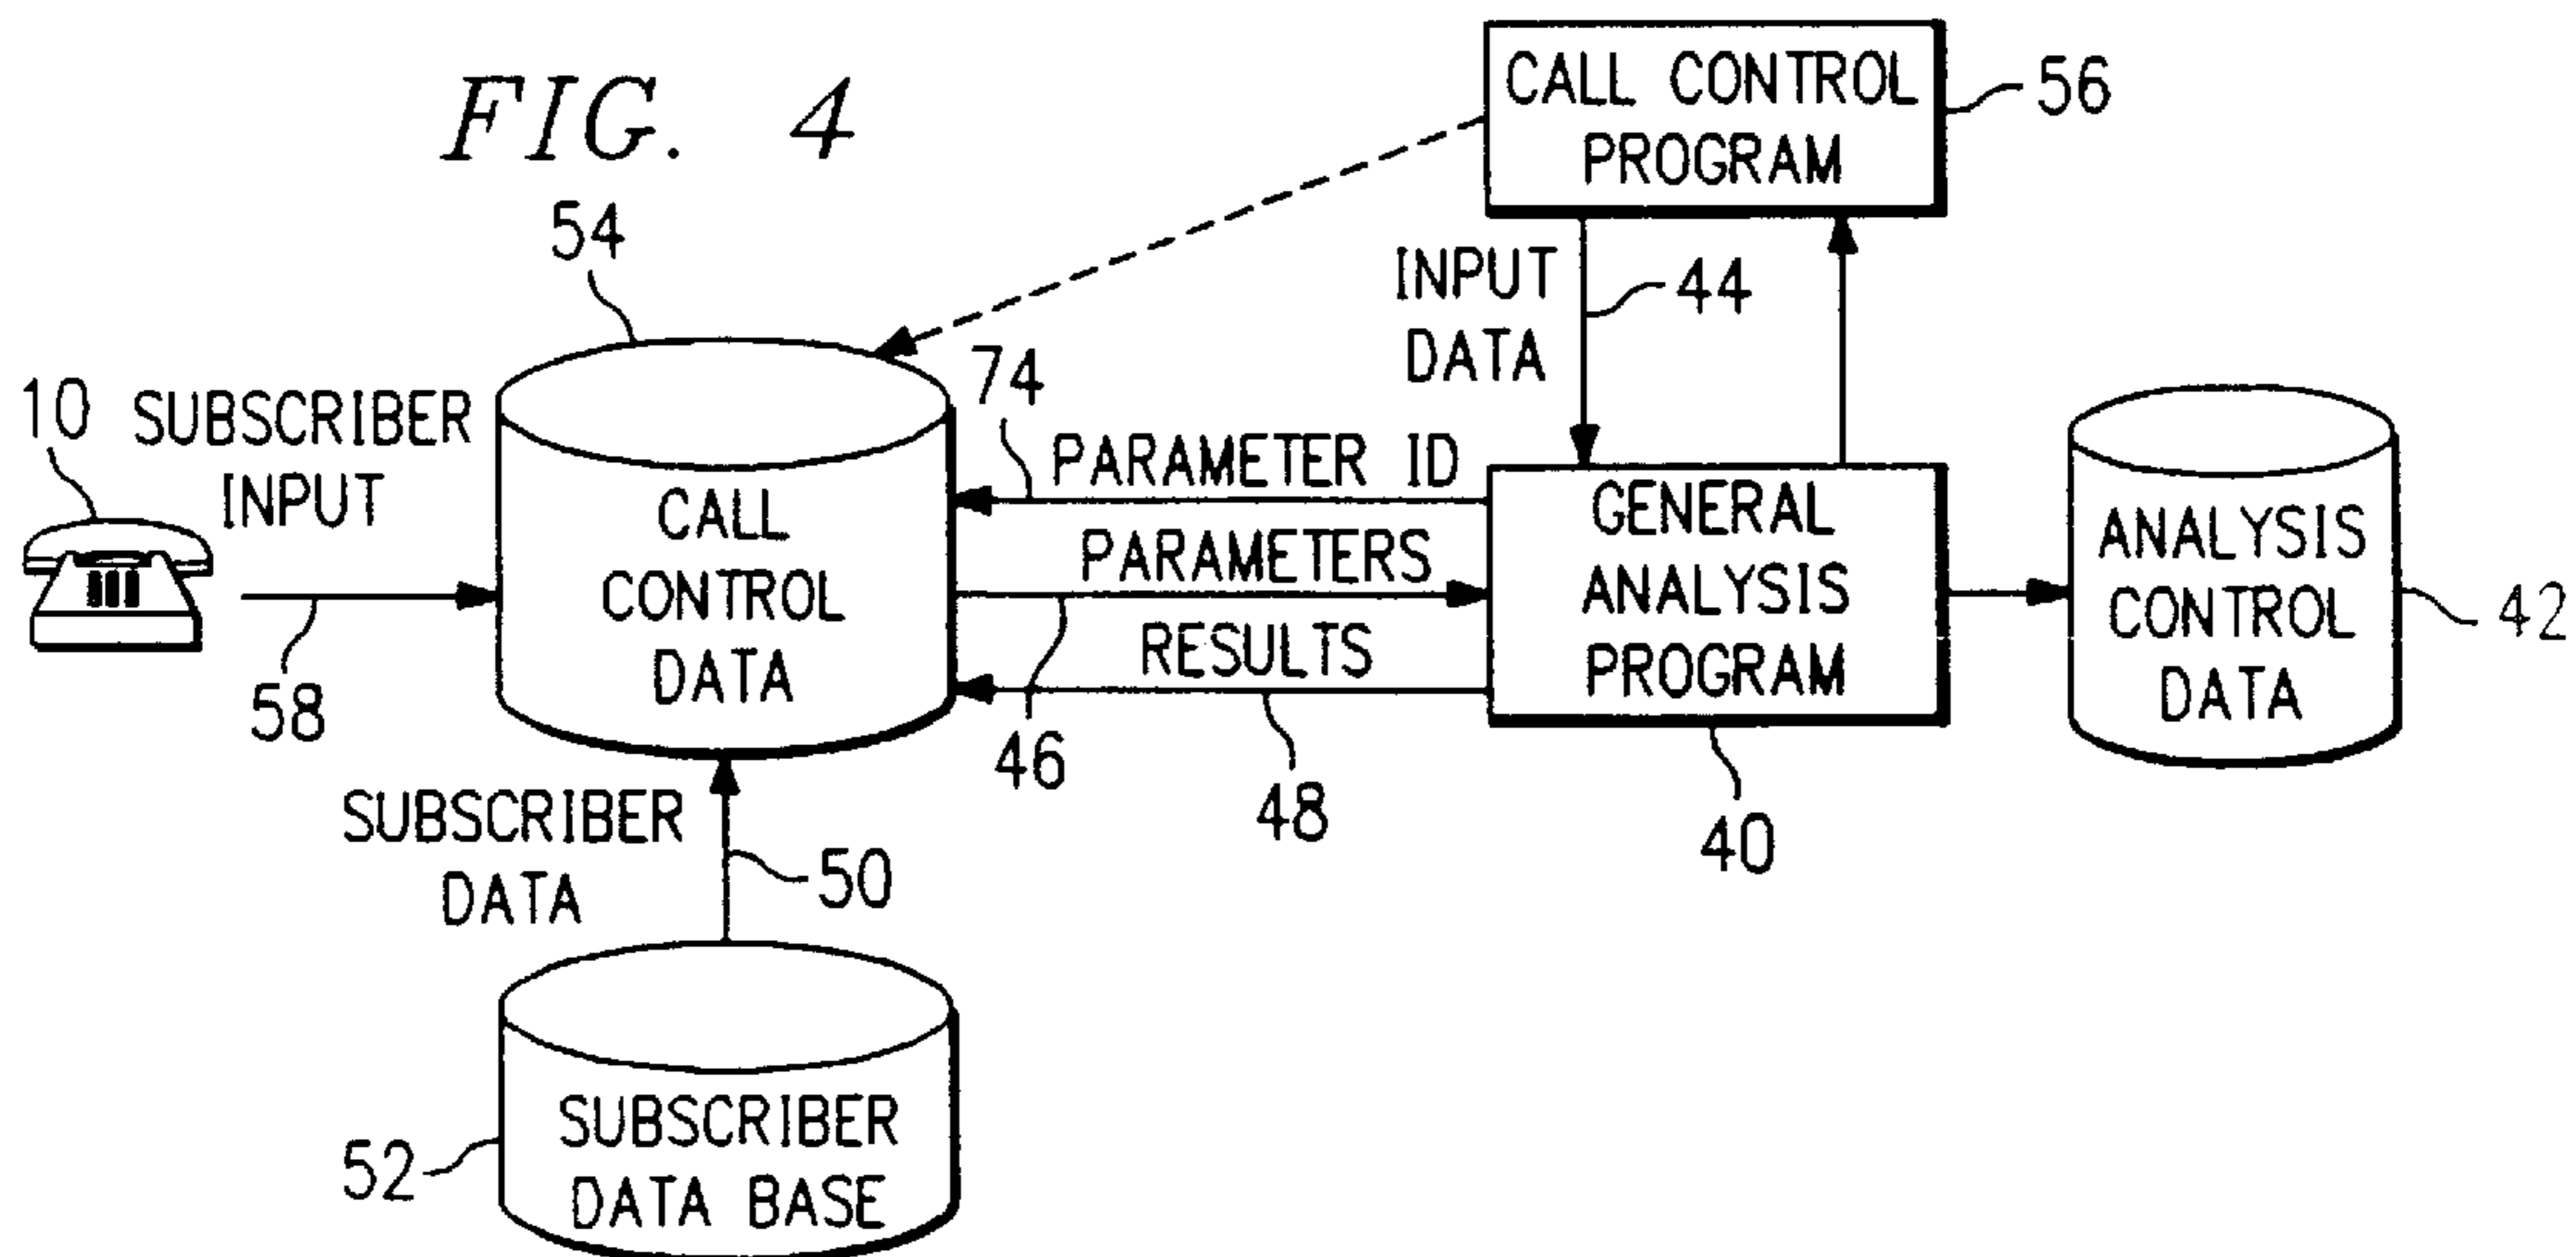 FIG. 4
CALL CONTROL
PROGRAM
56
54
INPUT
DATA
44
10
SUBSCRIBER
INPUT
58
74
PARAMETER ID
PARAMETERS
46
RESULTS
48
CALL
CONTROL
DATA
GENERAL
ANALYSIS
PROGRAM
40
ANALYSIS
CONTROL
DATA
42
SUBSCRIBER
DATA
50
52
SUBSCRIBER
DATA BASE